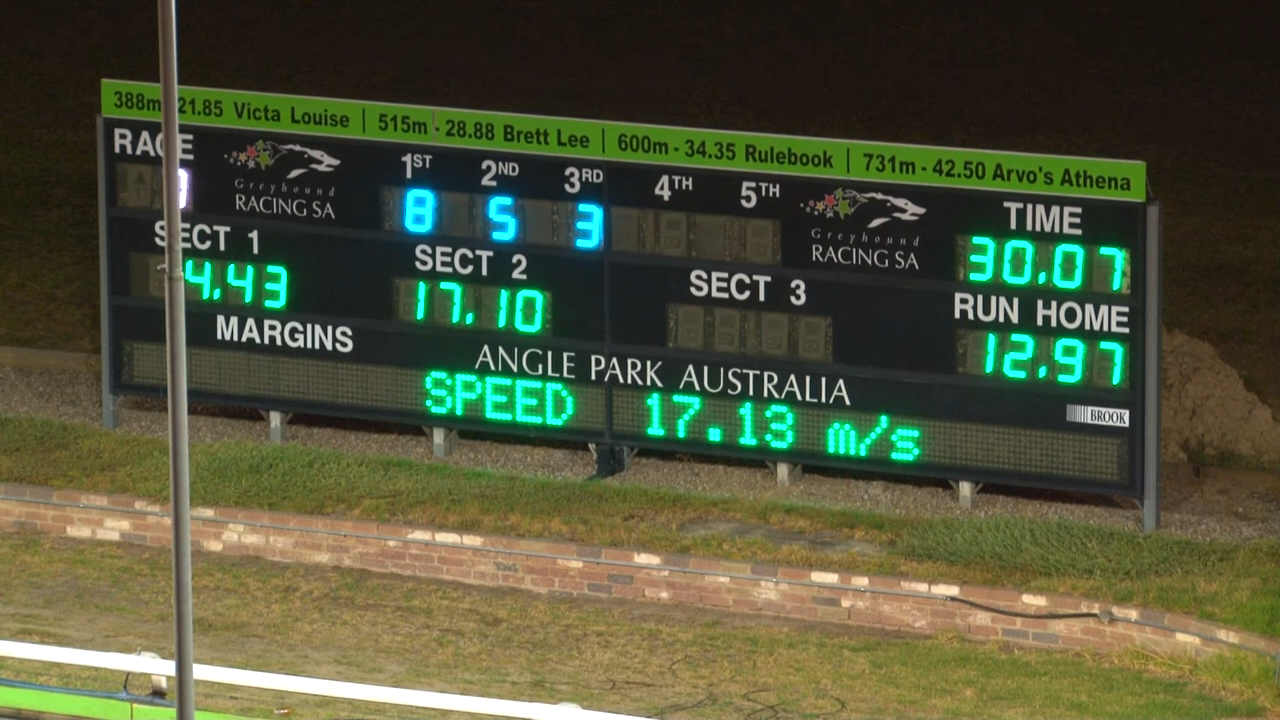 388m 21.85 Victa Louise | 515m - 28.88 Brett Lee | 600m - 34.35 Rulebook | 731m - 42.50 Arvo's Athena
RACE
Greyhound
RACING SA
1ST 2ND 3RD 4TH 5TH
8 5 3
Greyhound
RACING SA
TIME
30.07
SECT 1
4.43
SECT 2
17.10
SECT 3
RUN HOME
12.97
MARGINS
ANGLE PARK AUSTRALIA
BROOK
SPEED 17.13 m/s